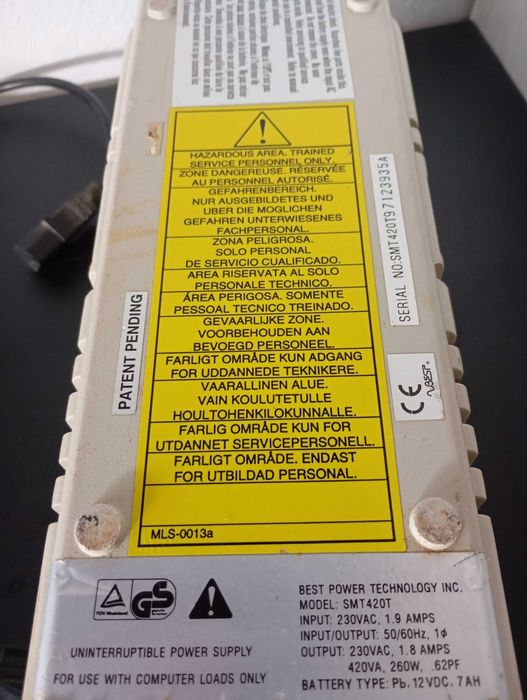 HAZARDOUS AREA. TRAINED
SERVICE PERSONNEL ONLY.
ZONE DANGEREUSE. RÉSERVÉE
AU PERSONNEL AUTORISÉ.
GEFAHRENBEREICH.
NUR AUSGEBILDETES UND
UBER DIE MOGLICHEN
GEFAHREN UNTERWIESENES
FACHPERSONAL.
ZONA PELIGROSA.
SOLO PERSONAL
DE SERVICIO CUALIFICADO.
AREA RISERVATA AL SOLO
PERSONALE TECHNICO.
ÁREA PERIGOSA. SOMENTE
PESSOAL TECNICO TREINADO.
GEVAARLIJKE ZONE.
VOORBEHOUDEN AAN
BEVOEGD PERSONEEL.
FARLIGT OMRÅDE KUN ADGANG
FOR UDDANNEDE TEKNIKERE.
VAARALLINEN ALUE.
VAIN KOULUTETULLE
HOULTOHENKILOKUNNALLE.
FARLIG OMRÅDE KUN FOR
UTDANNET SERVICEPERSONELL.
FARLIGT OMRÅDE. ENDAST
FOR UTBILDAD PERSONAL.
MLS-0013a
PATENT PENDING
SERIAL NO:SMT420T97123935A
CE
BEST
TÜV Rheinland
GS
UNINTERRUPTIBLE POWER SUPPLY
FOR USE WITH COMPUTER LOADS ONLY
BEST POWER TECHNOLOGY INC.
MODEL: SMT420T
INPUT: 230VAC, 1.9 AMPS
INPUT/OUTPUT: 50/60Hz, 1ø
OUTPUT: 230VAC, 1.8 AMPS
420VA, 260W, .62PF
BATTERY TYPE: Pb, 12VDC, 7AH